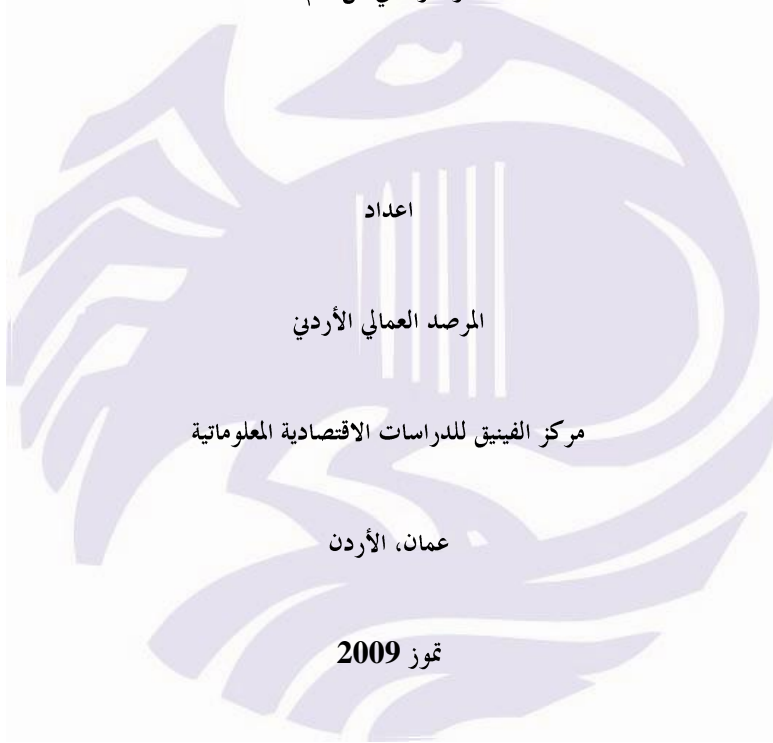 اعداد
المرصد العمالي الأردني
مركز الفينيق للدراسات الاقتصادية المعلوماتية
عمان، الأردن
تموز 2009